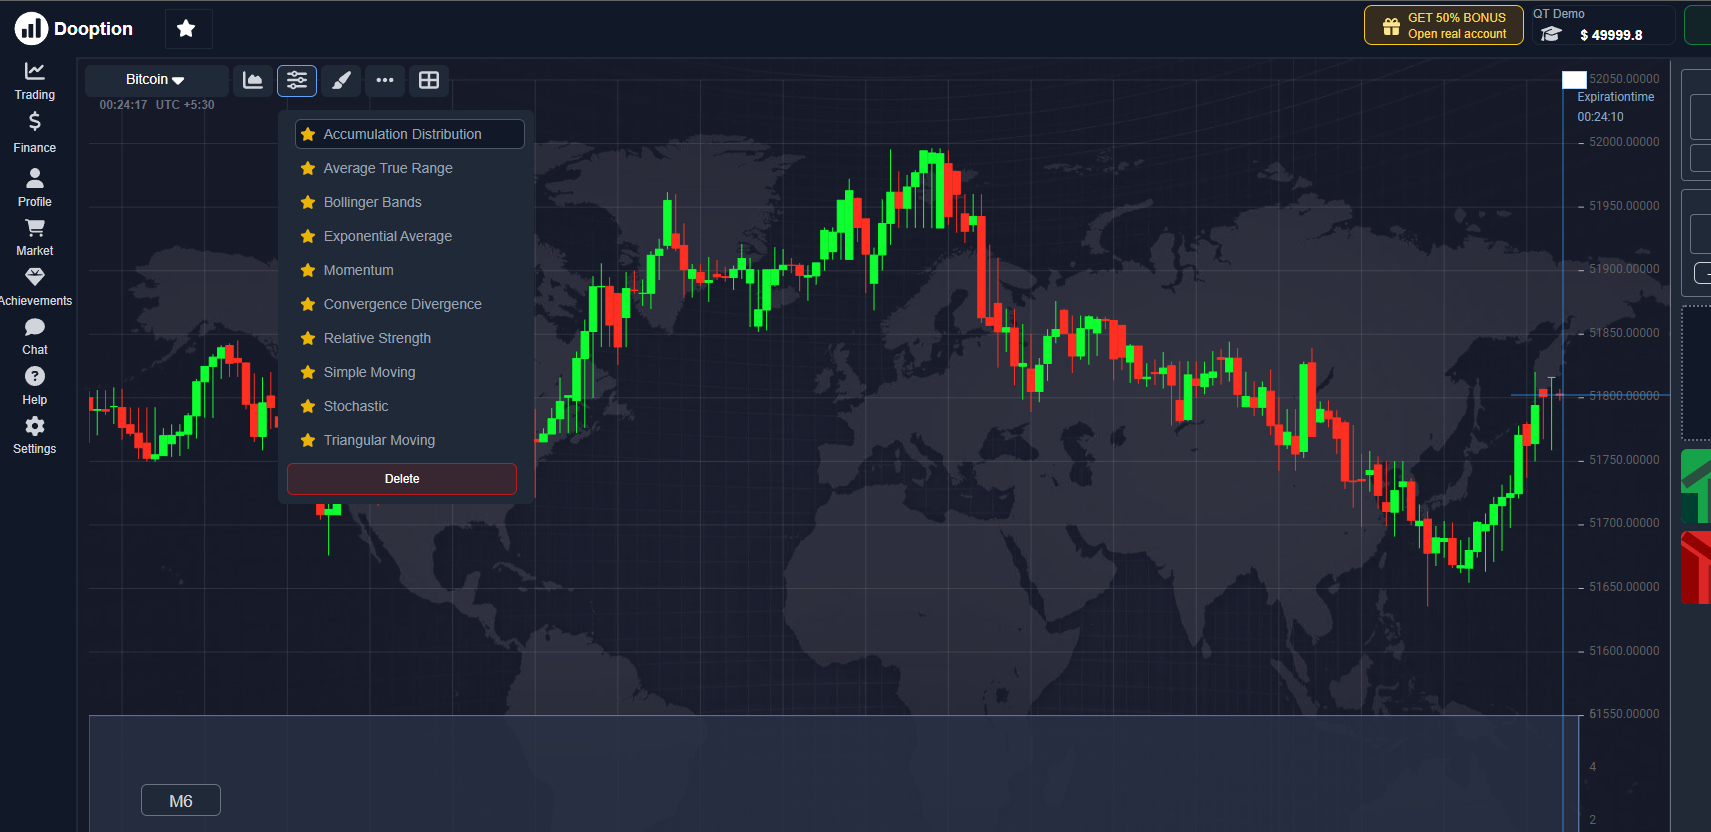 Dooption
GET 50% BONUS
Open real account
QT Demo
$ 49999.8
Trading
Finance
Profile
Market
Achievements
Chat
Help
Settings
Bitcoin
00:24:17 UTC +5:30
Accumulation Distribution
Average True Range
Bollinger Bands
Exponential Average
Momentum
Convergence Divergence
Relative Strength
Simple Moving
Stochastic
Triangular Moving
Delete
Expirationtime
00:24:10
52050.00000
52000.00000
51950.00000
51900.00000
51850.00000
51800.00000
51750.00000
51700.00000
51650.00000
51600.00000
51550.00000
4
2
M6